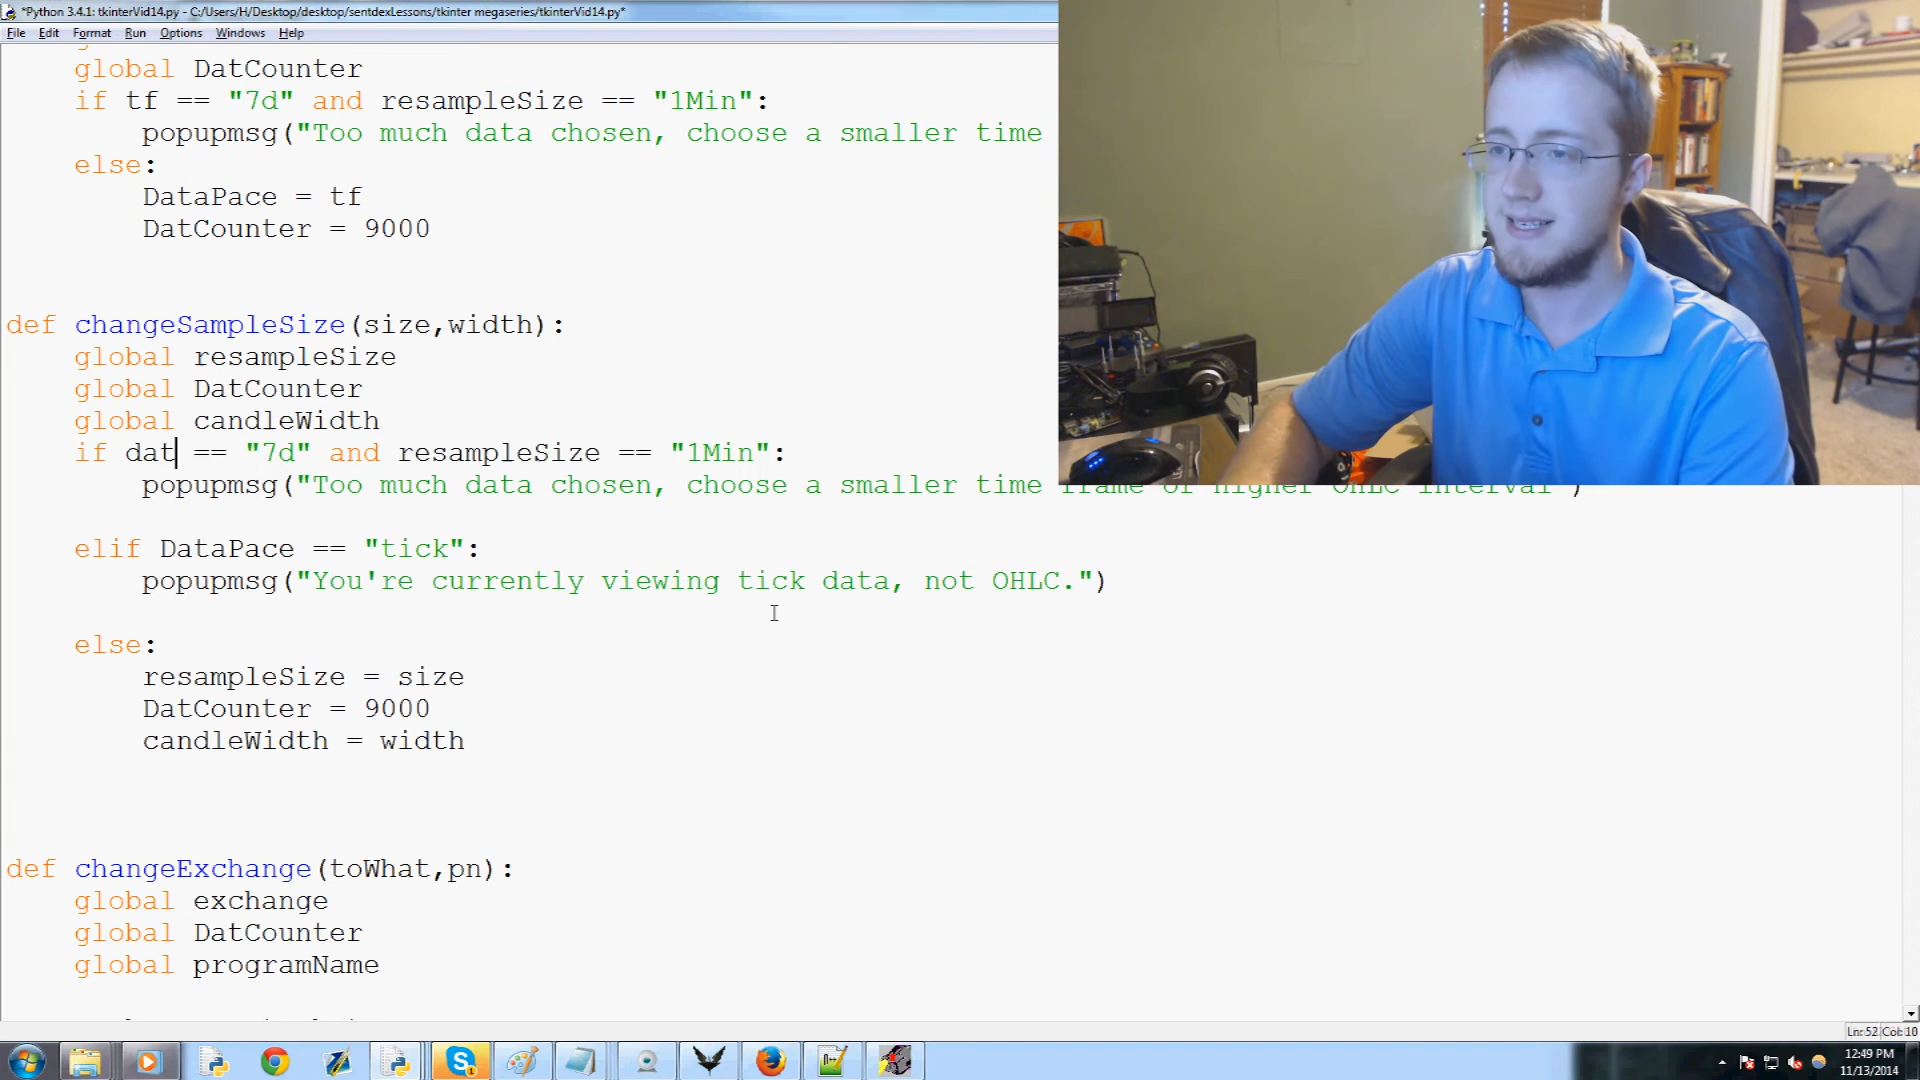 *Python 3.4.1: tkinterVid14.py - C:/Users/H/Desktop/desktop/sentdexLessons/tkinter megaseries/tkinterVid14.py*
File Edit Format Run Options Windows Help
global DatCounter
if tf == "7d" and resampleSize == "1Min":
popupmsg("Too much data chosen, choose a smaller time
else:
DataPace = tf
DatCounter = 9000
def changeSampleSize(size,width):
global resampleSize
global DatCounter
global candleWidth
if dat == "7d" and resampleSize == "1Min":
popupmsg("Too much data chosen, choose a smaller time frame or higher OHLC interval")
elif DataPace == "tick":
popupmsg("You're currently viewing tick data, not OHLC.")
else:
resampleSize = size
DatCounter = 9000
candleWidth = width
def changeExchange(toWhat,pn):
global exchange
global DatCounter
global programName
Ln: 52 Col: 10
12:49 PM
11/13/2014